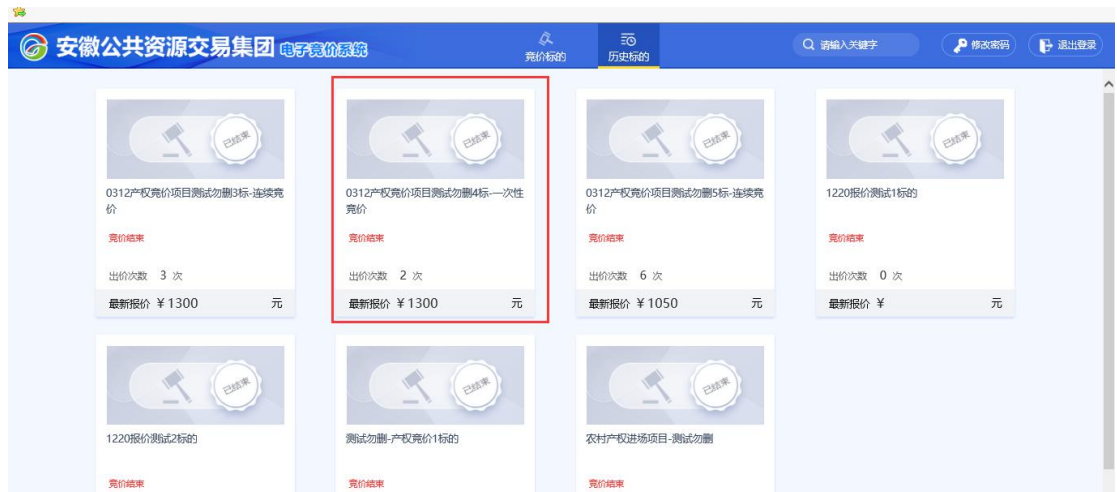 安徽公共资源交易集团 电子竞价系统
竞价标的
历史标的
请输入关键字
修改密码
退出登录
已结束
0312产权竞价项目测试勿删3标-连续竞
价
竞价结束
出价次数 3 次
最新报价 ¥1300 元
已结束
0312产权竞价项目测试勿删4标-一次性
竞价
竞价结束
出价次数 2 次
最新报价 ¥1300 元
已结束
0312产权竞价项目测试勿删5标-连续竞
价
竞价结束
出价次数 6 次
最新报价 ¥1050 元
已结束
1220报价测试1标的
竞价结束
出价次数 0 次
最新报价 ¥ 元
已结束
1220报价测试2标的
竞价结束
已结束
测试勿删-产权竞价1标的
竞价结束
已结束
农村产权进场项目-测试勿删
竞价结束